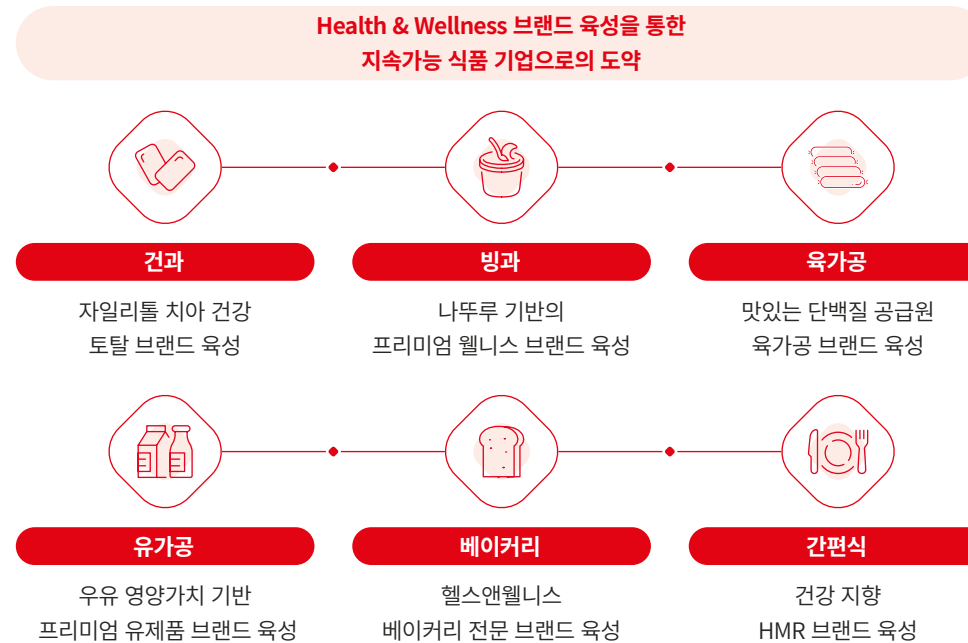 Health & Wellness 브랜드 육성을 통한
지속가능 식품 기업으로의 도약
건과
빙과
육가공
자일리톨 치아 건강
토탈 브랜드 육성
나뚜루 기반의
프리미엄 웰니스 브랜드 육성
맛있는 단백질 공급원
육가공 브랜드 육성
유가공
베이커리
간편식
우유 영양가치 기반
프리미엄 유제품 브랜드 육성
헬스앤웰니스
베이커리 전문 브랜드 육성
건강 지향
HMR 브랜드 육성